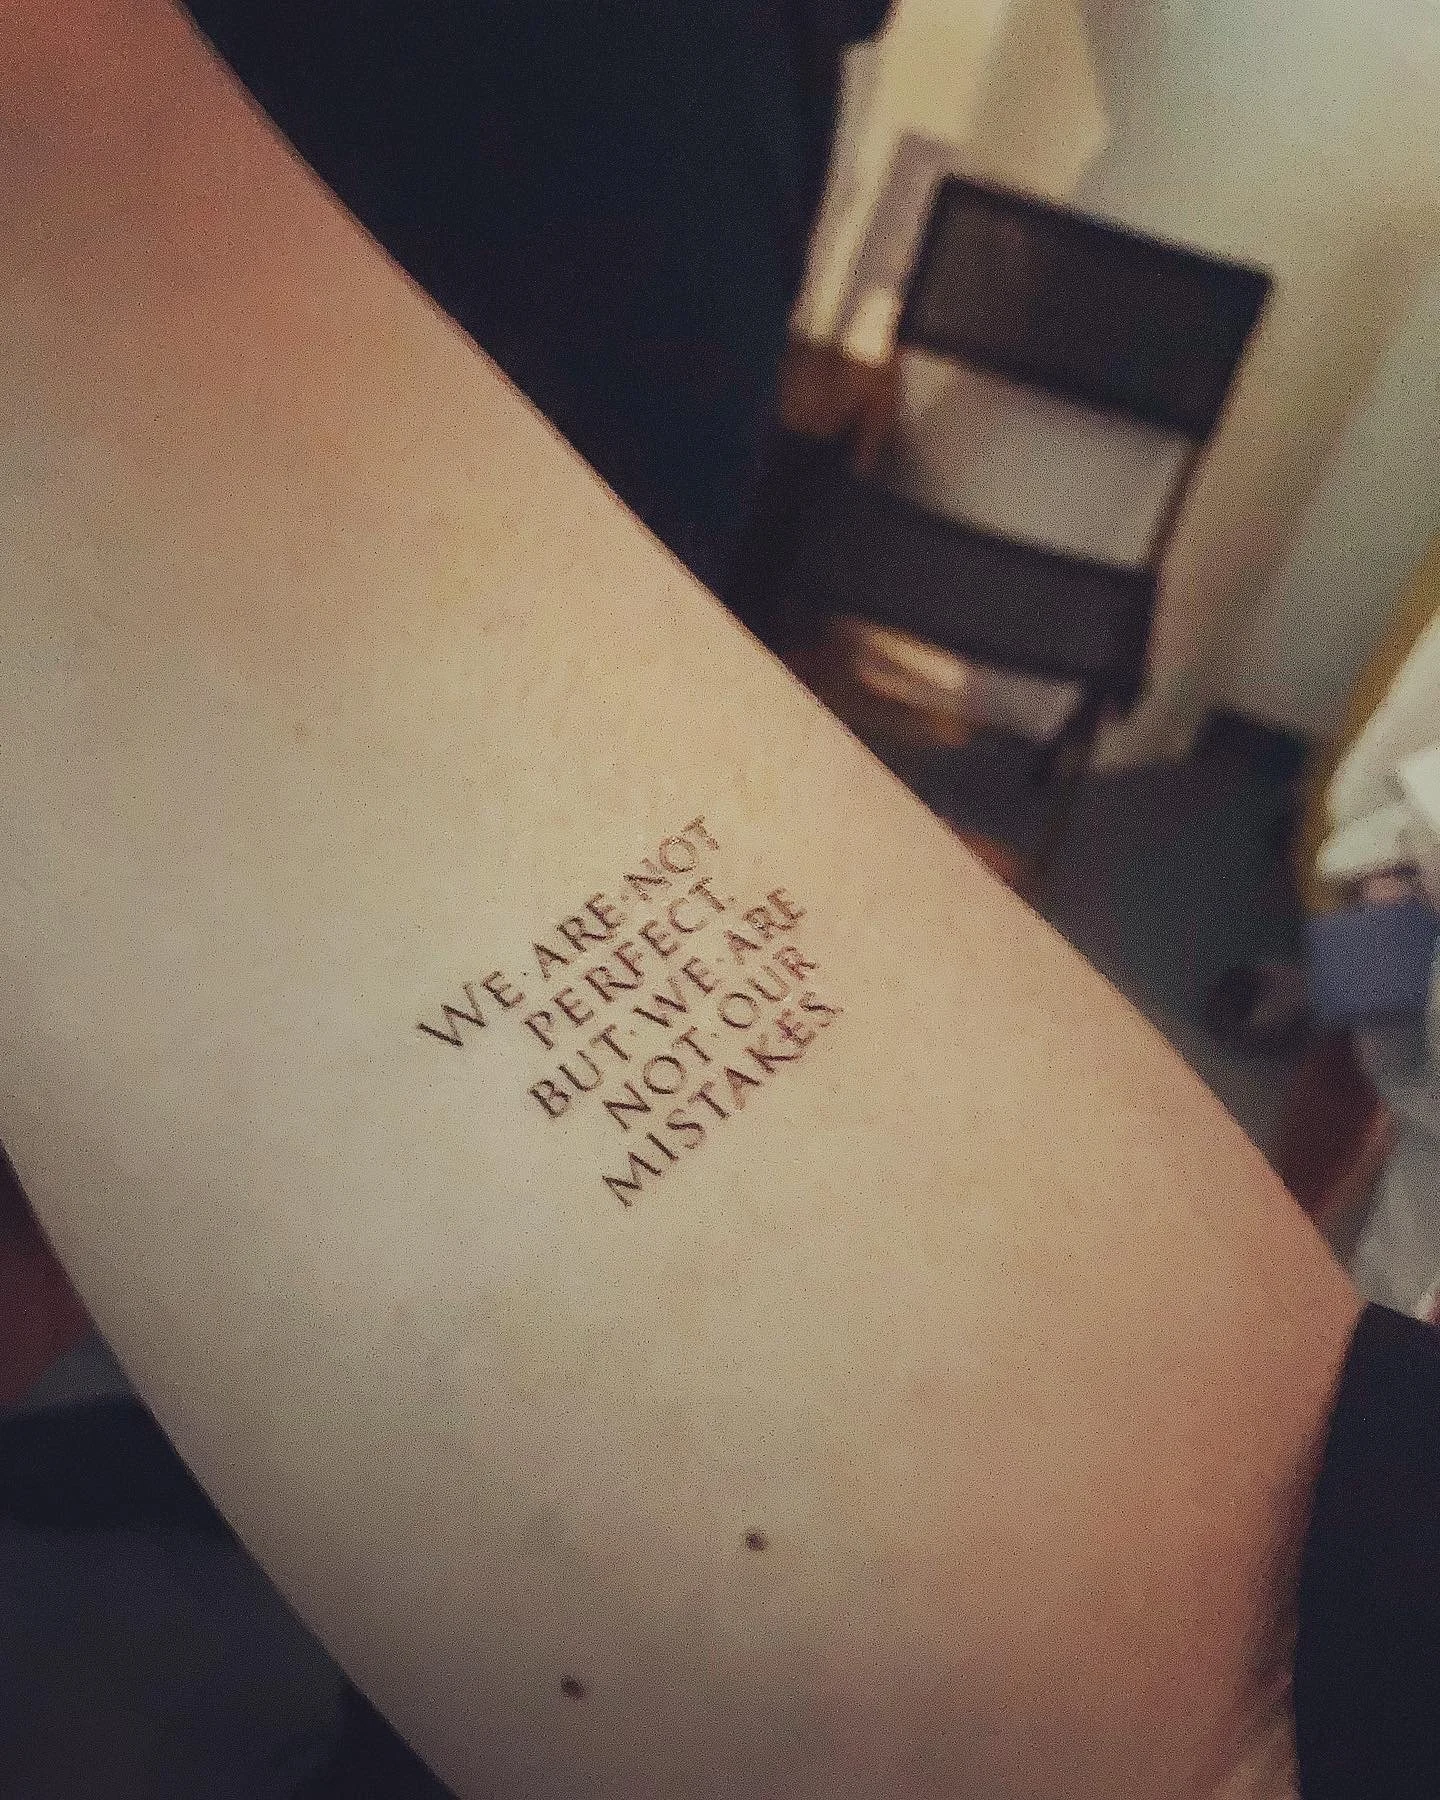 WE·ARE·NOT
PERFECT.
BUT·WE·ARE
NOT·OUR
MISTAKES.